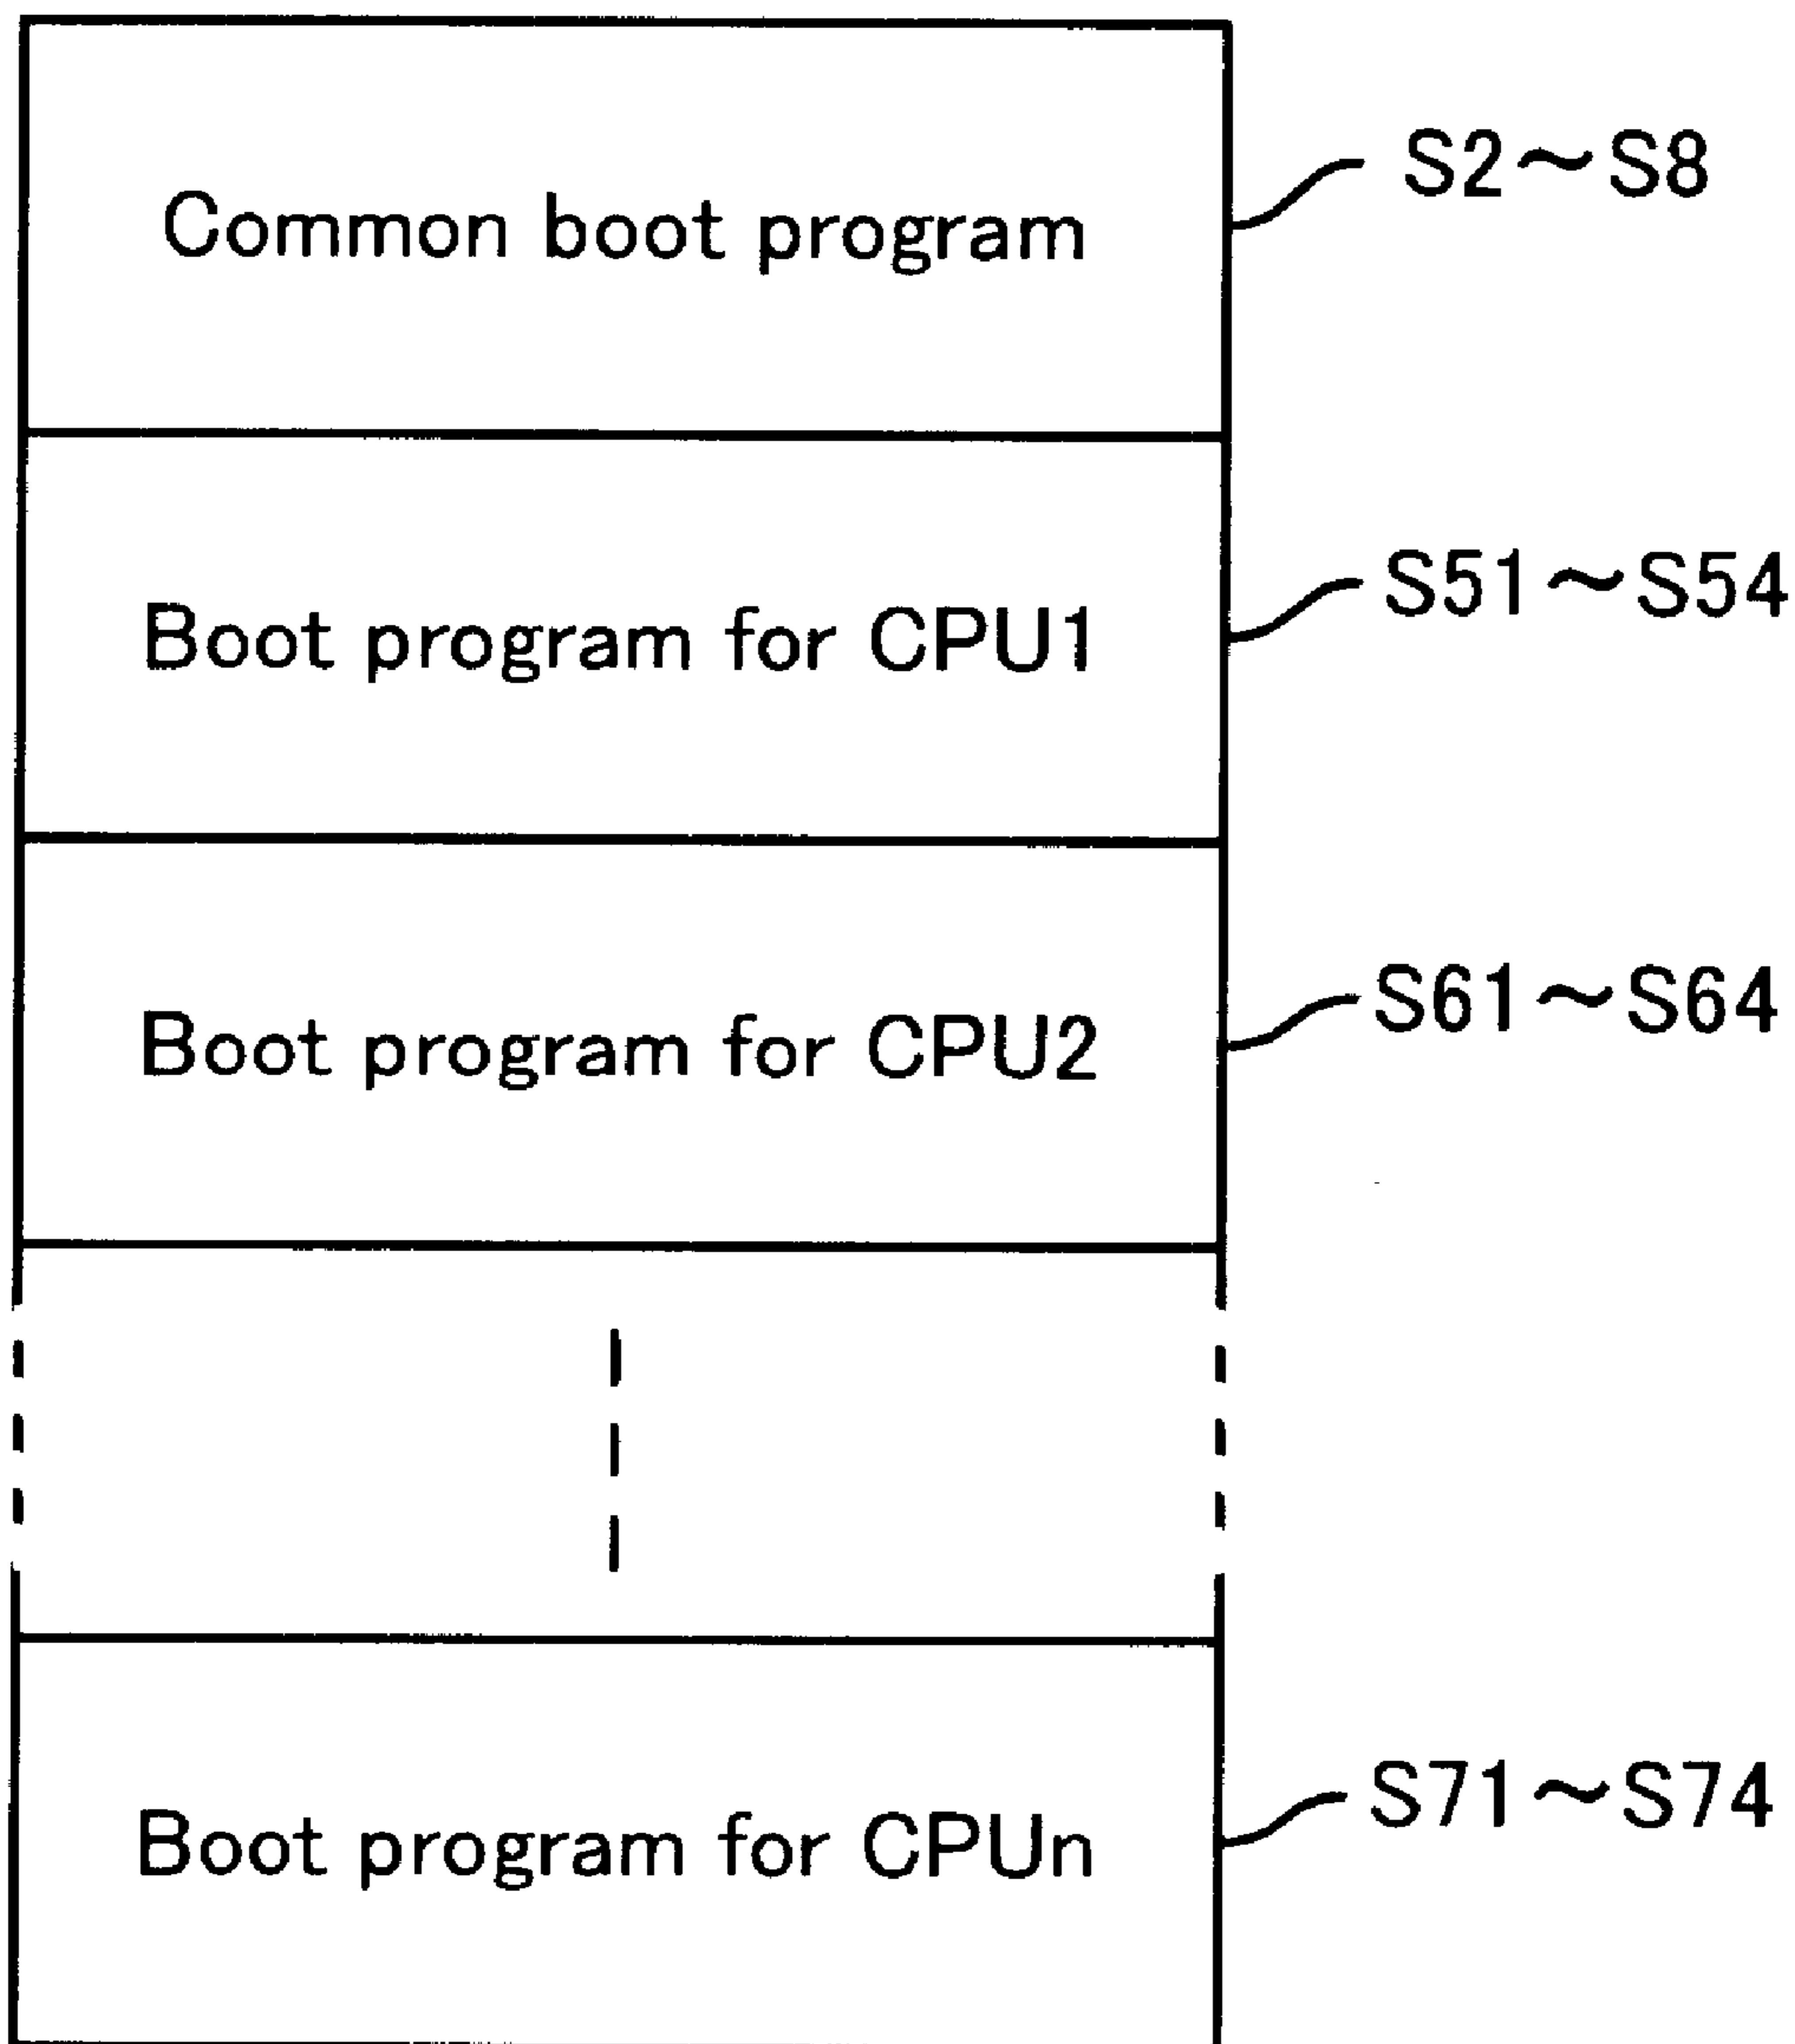 Common boot program
S2~S8
Boot program for CPU1
S51~S54
Boot program for CPU2
S61~S64
Boot program for CPUn
S71~S74